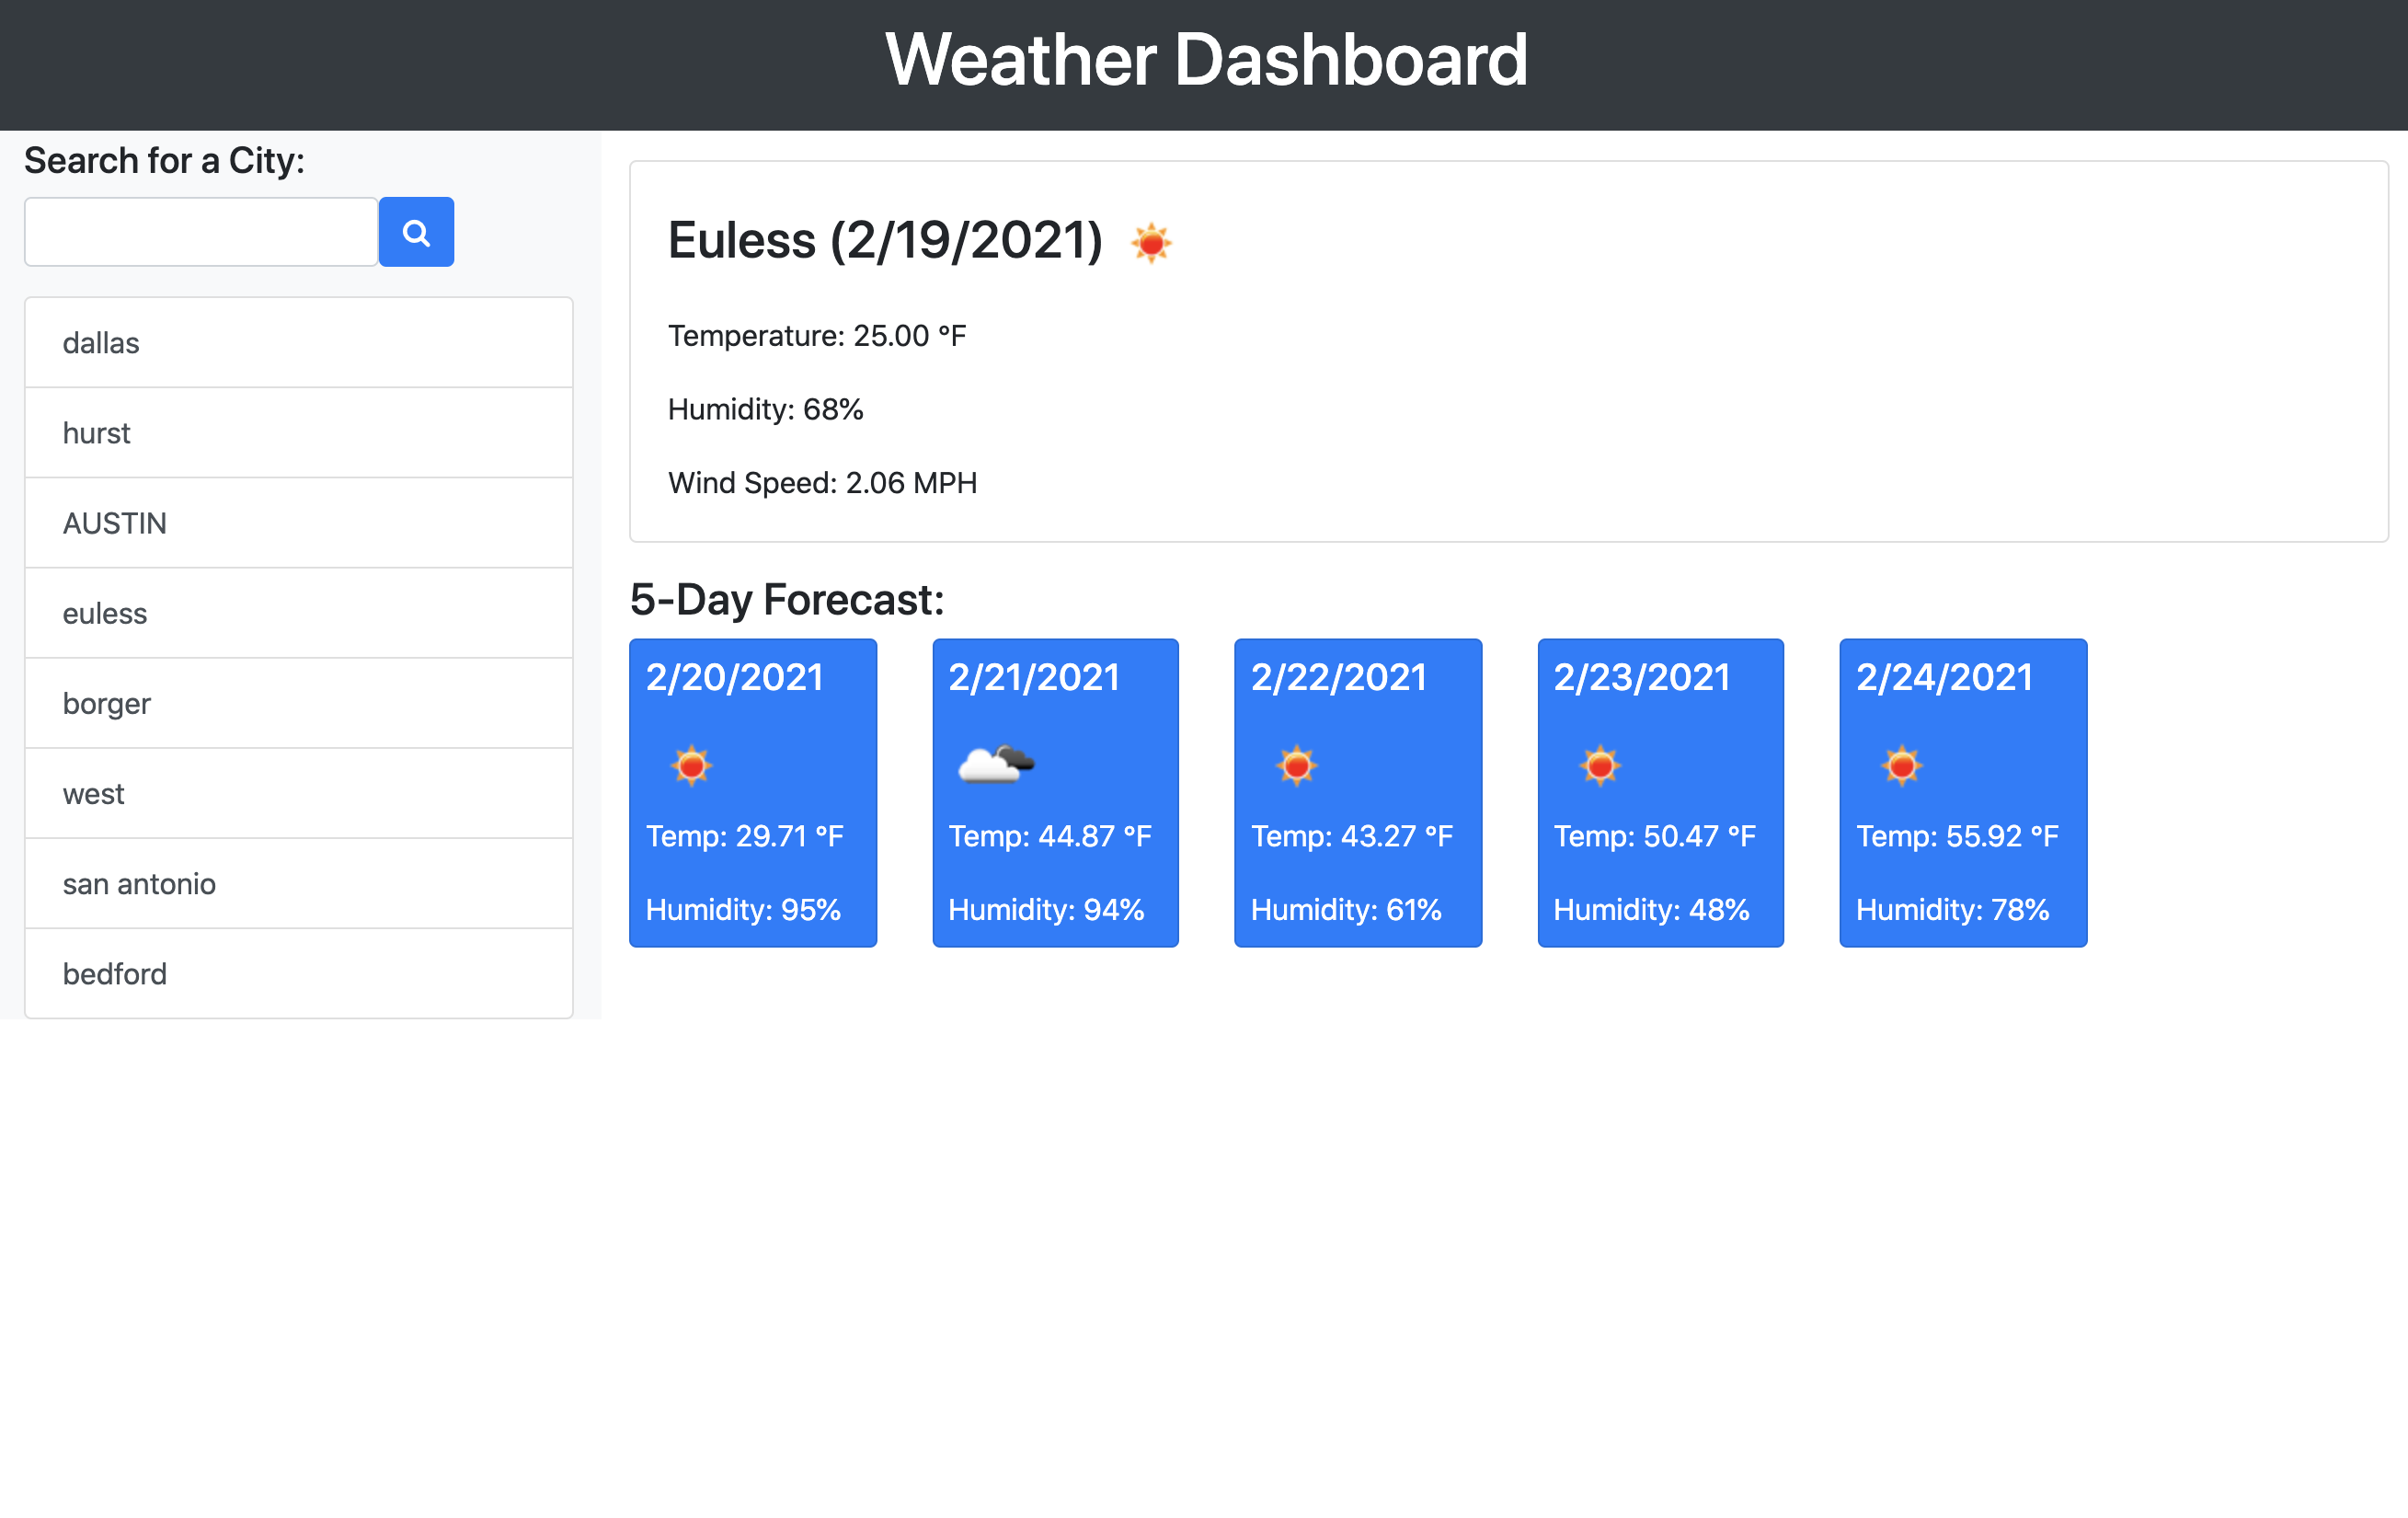 Weather Dashboard
Search for a City:
dallas
hurst
AUSTIN
euless
borger
west
san antonio
bedford
Euless (2/19/2021)
Temperature: 25.00 °F
Humidity: 68%
Wind Speed: 2.06 MPH
5-Day Forecast:
2/20/2021
Temp: 29.71 °F
Humidity: 95%
2/21/2021
Temp: 44.87 °F
Humidity: 94%
2/22/2021
Temp: 43.27 °F
Humidity: 61%
2/23/2021
Temp: 50.47 °F
Humidity: 48%
2/24/2021
Temp: 55.92 °F
Humidity: 78%